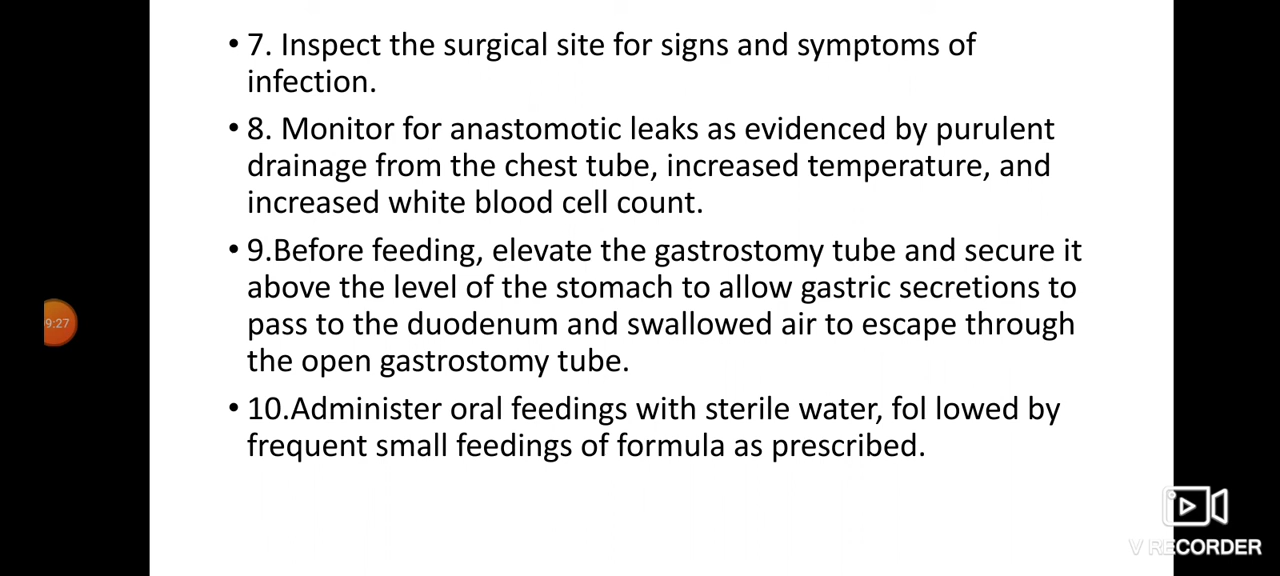 • 7. Inspect the surgical site for signs and symptoms of
infection.
• 8. Monitor for anastomotic leaks as evidenced by purulent
drainage from the chest tube, increased temperature, and
increased white blood cell count.
• 9.Before feeding, elevate the gastrostomy tube and secure it
above the level of the stomach to allow gastric secretions to
pass to the duodenum and swallowed air to escape through
the open gastrostomy tube.
9:27
• 10.Administer oral feedings with sterile water, fol lowed by
frequent small feedings of formula as prescribed.
V RECORDER